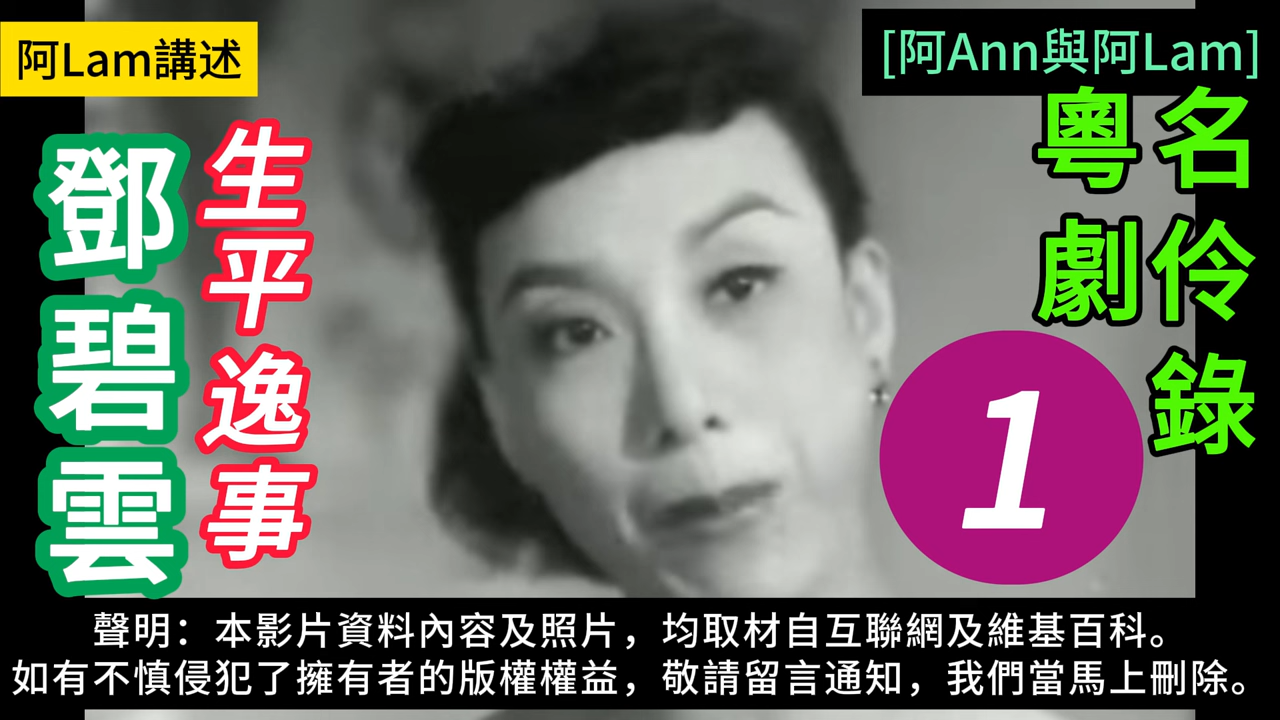 阿Lam講述
[阿Ann與阿Lam]
鄧碧雲
生平逸事
名伶錄
粵劇
1
聲明：本影片資料內容及照片，均取材自互聯網及維基百科。
如有不慎侵犯了擁有者的版權權益，敬請留言通知，我們當馬上刪除。